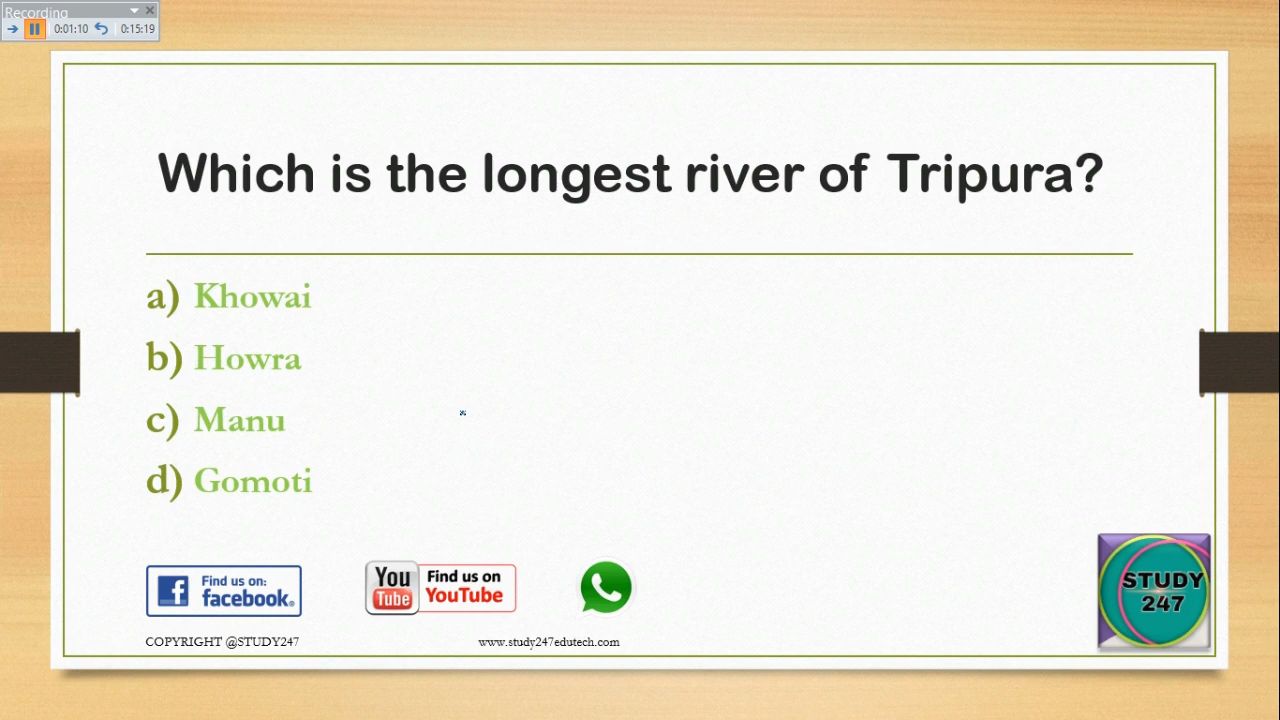 Recording
0:01:10 0:15:19
Which is the longest river of Tripura?
a) Khowai
b) Howra
c) Manu
d) Gomoti
Find us on:
facebook.
You
Tube
Find us on
YouTube
STUDY
247
COPYRIGHT @STUDY247
www.study247edutech.com